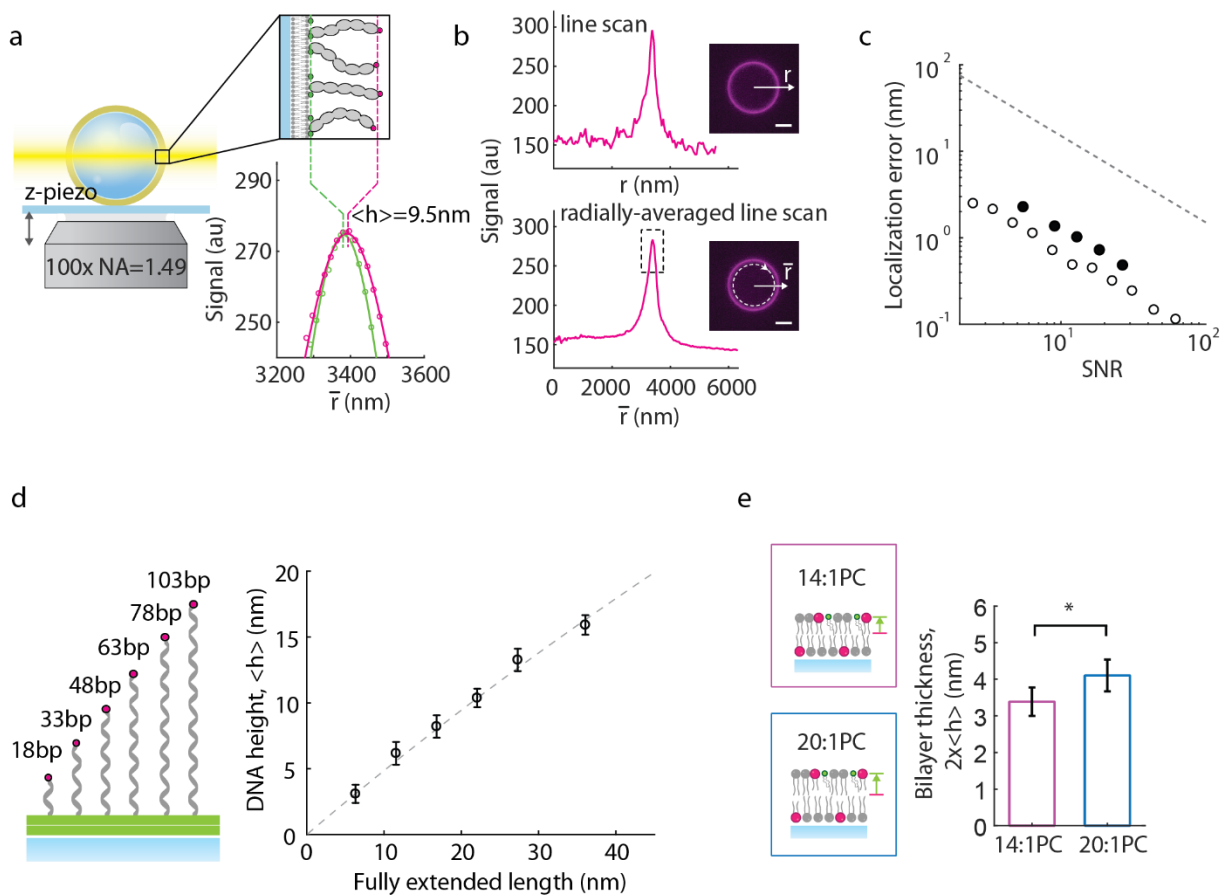 a
z-piezo
100x NA=1.49
Signal (au)
290
270
250
<h>=9.5nm
3200
3400
3600
r̅ (nm)
b
Signal (au)
line scan
300
250
200
150
r
r (nm)
radially-averaged line scan
300
250
200
150
r̅
0
2000
4000
6000
r̅ (nm)
c
Localization error (nm)
10²
10¹
10⁰
10⁻¹
10¹
10²
SNR
d
18bp
33bp
48bp
63bp
78bp
103bp
DNA height, <h> (nm)
20
15
10
5
0
0
10
20
30
40
Fully extended length (nm)
e
14:1PC
20:1PC
Bilayer thickness,
2x<h> (nm)
6
5
4
3
2
1
0
*
14:1PC
20:1PC